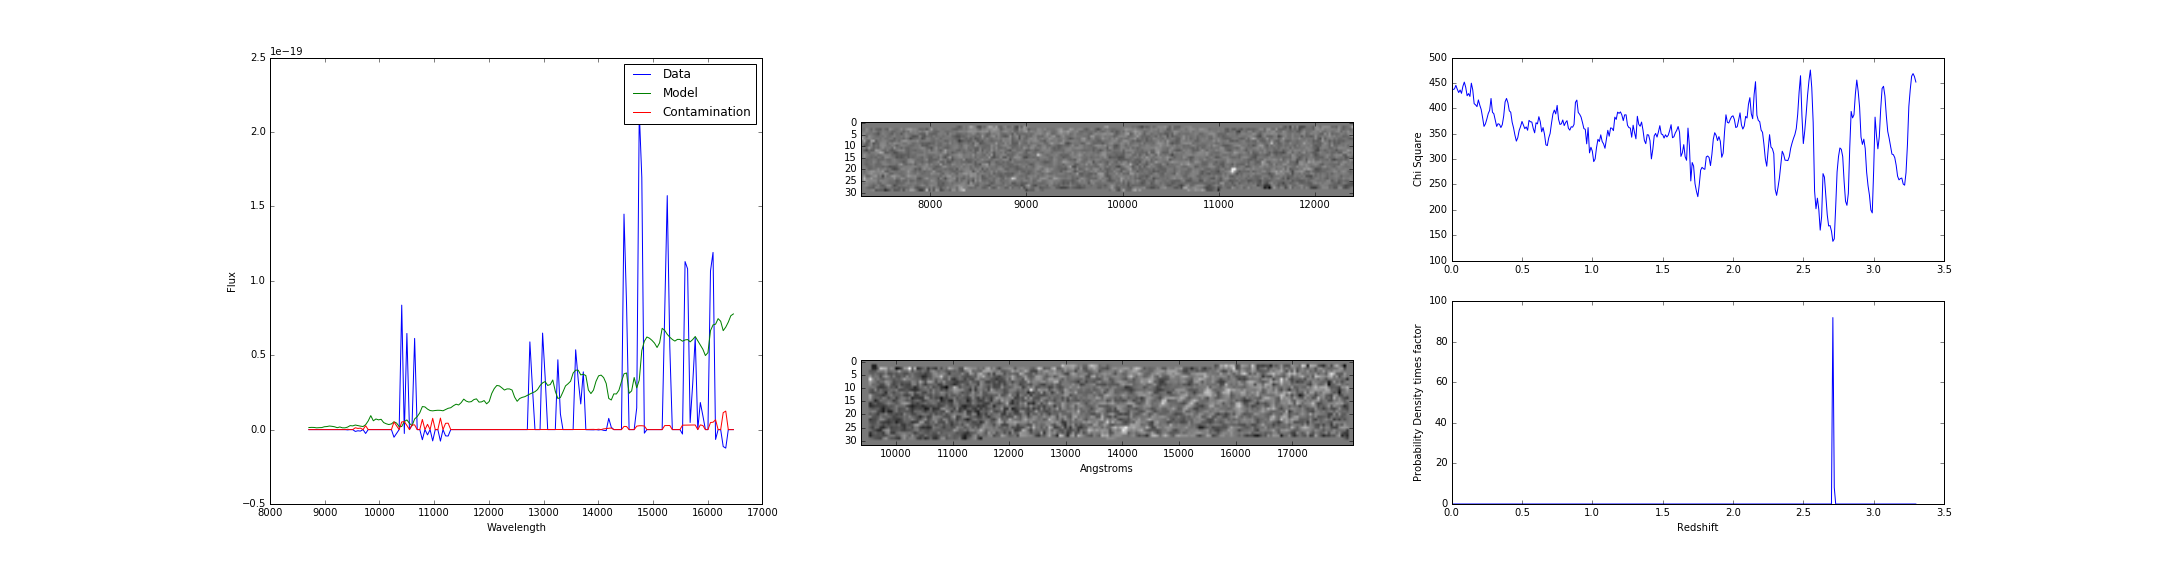 1e−19
2.5
2.0
1.5
1.0
0.5
0.0
−0.5
Flux
Data
Model
Contamination
8000 9000 10000 11000 12000 13000 14000 15000 16000 17000
Wavelength
0
5
10
15
20
25
30
8000 9000 10000 11000 12000
0
5
10
15
20
25
30
10000 11000 12000 13000 14000 15000 16000 17000
Angstroms
500
450
400
350
300
250
200
150
100
Chi Square
0.0 0.5 1.0 1.5 2.0 2.5 3.0 3.5
100
80
60
40
20
0
Probability Density times factor
0.0 0.5 1.0 1.5 2.0 2.5 3.0 3.5
Redshift